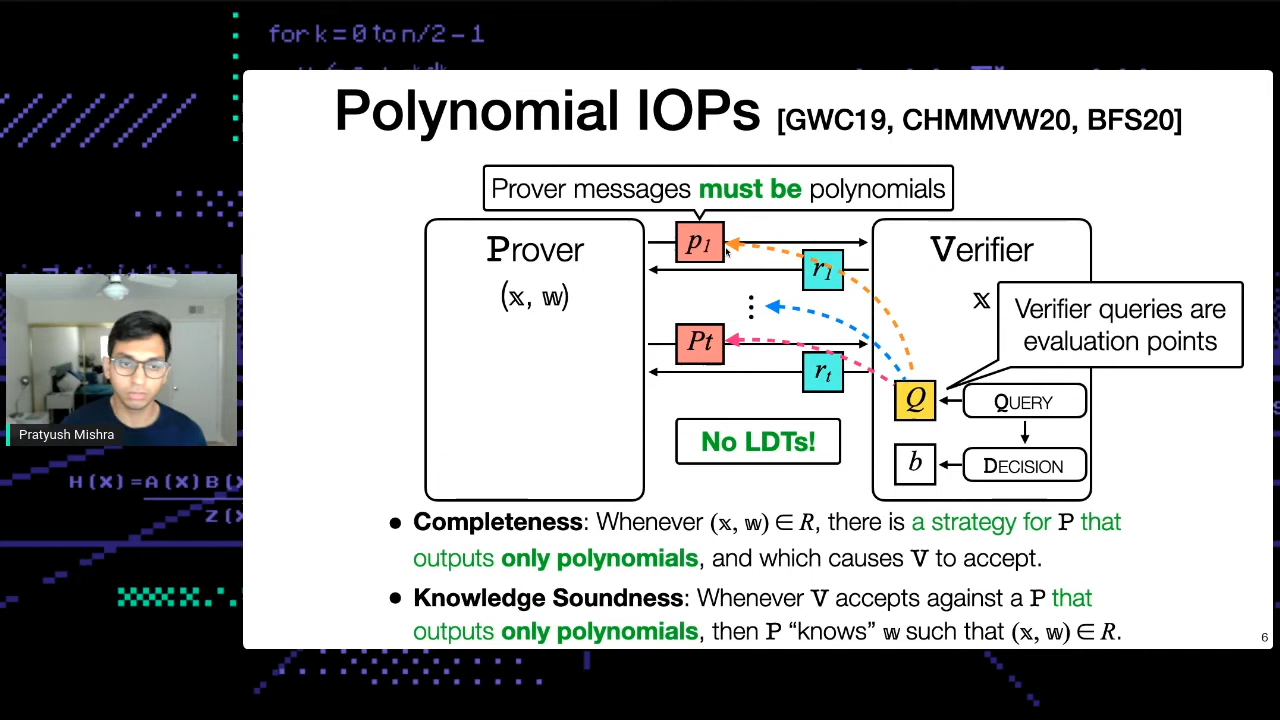 for k = 0 to n/2 - 1
Polynomial IOPs [GWC19, CHMMVW20, BFS20]
Prover messages must be polynomials
Prover
(𝕩, 𝕨)
p₁
r₁
⋮
Pt
rₜ
Verifier
𝕩
Verifier queries are
evaluation points
Q
QUERY
No LDTs!
b
DECISION
Pratyush Mishra
H(X) = A(X) B(X
Z(X
● Completeness: Whenever (𝕩, 𝕨) ∈ R, there is a strategy for P that
outputs only polynomials, and which causes V to accept.
● Knowledge Soundness: Whenever V accepts against a P that
outputs only polynomials, then P “knows” 𝕨 such that (𝕩, 𝕨) ∈ R.
6